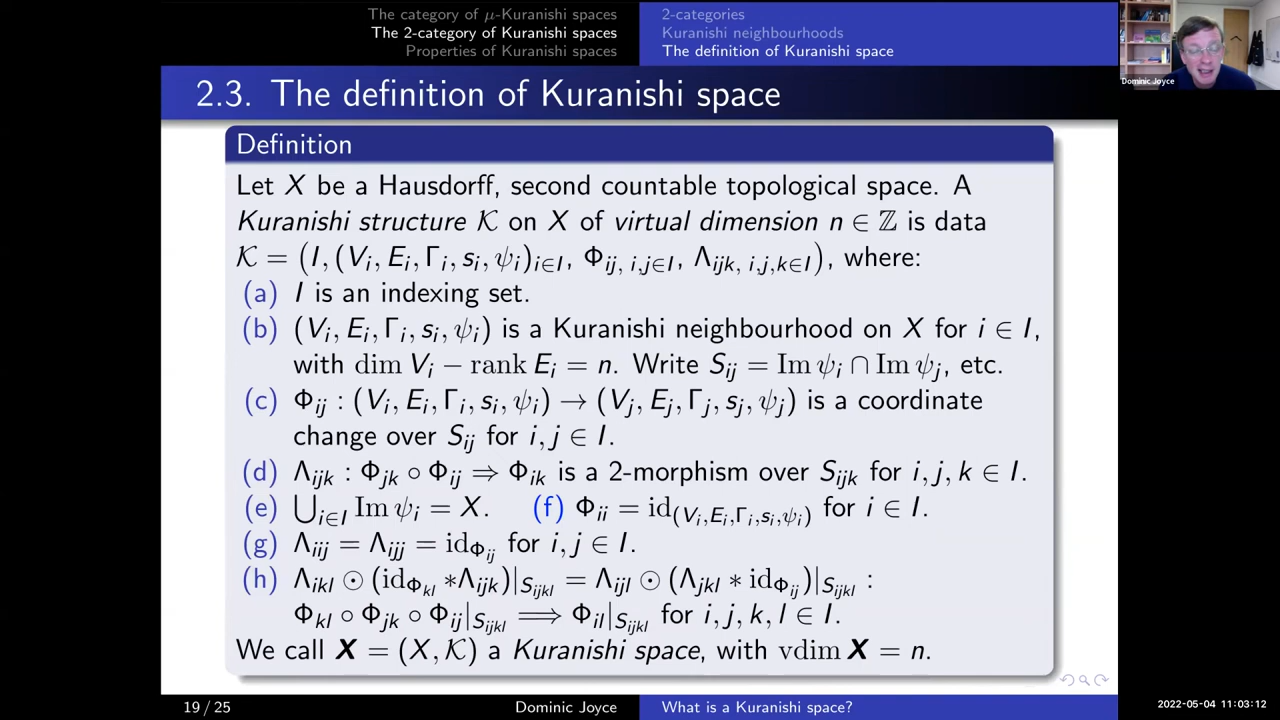 The category of μ-Kuranishi spaces
The 2-category of Kuranishi spaces
Properties of Kuranishi spaces
2-categories
Kuranishi neighbourhoods
The definition of Kuranishi space
Dominic Joyce
2.3. The definition of Kuranishi space
Definition
Let X be a Hausdorff, second countable topological space. A
Kuranishi structure 𝒦 on X of virtual dimension n ∈ ℤ is data
𝒦 = (I, (V_i, E_i, Γ_i, s_i, ψ_i)_{i∈I}, Φ_{ij, i,j∈I}, Λ_{ijk, i,j,k∈I}), where:
(a) I is an indexing set.
(b) (V_i, E_i, Γ_i, s_i, ψ_i) is a Kuranishi neighbourhood on X for i ∈ I,
with dim V_i − rank E_i = n. Write S_{ij} = Im ψ_i ∩ Im ψ_j, etc.
(c) Φ_{ij} : (V_i, E_i, Γ_i, s_i, ψ_i) → (V_j, E_j, Γ_j, s_j, ψ_j) is a coordinate
change over S_{ij} for i, j ∈ I.
(d) Λ_{ijk} : Φ_{jk} ∘ Φ_{ij} ⇒ Φ_{ik} is a 2-morphism over S_{ijk} for i, j, k ∈ I.
(e) ⋃_{i∈I} Im ψ_i = X. (f) Φ_{ii} = id_{(V_i,E_i,Γ_i,s_i,ψ_i)} for i ∈ I.
(g) Λ_{iij} = Λ_{ijj} = id_{Φ_{ij}} for i, j ∈ I.
(h) Λ_{ikl} ⊙ (id_{Φ_{kl}} ∗ Λ_{ijk})|_{S_{ijkl}} = Λ_{ijl} ⊙ (Λ_{jkl} ∗ id_{Φ_{ij}})|_{S_{ijkl}} :
Φ_{kl} ∘ Φ_{jk} ∘ Φ_{ij}|_{S_{ijkl}} ⟹ Φ_{il}|_{S_{ijkl}} for i, j, k, l ∈ I.
We call X = (X, 𝒦) a Kuranishi space, with vdim X = n.
19 / 25
Dominic Joyce
What is a Kuranishi space?
2022-05-04 11:03:12